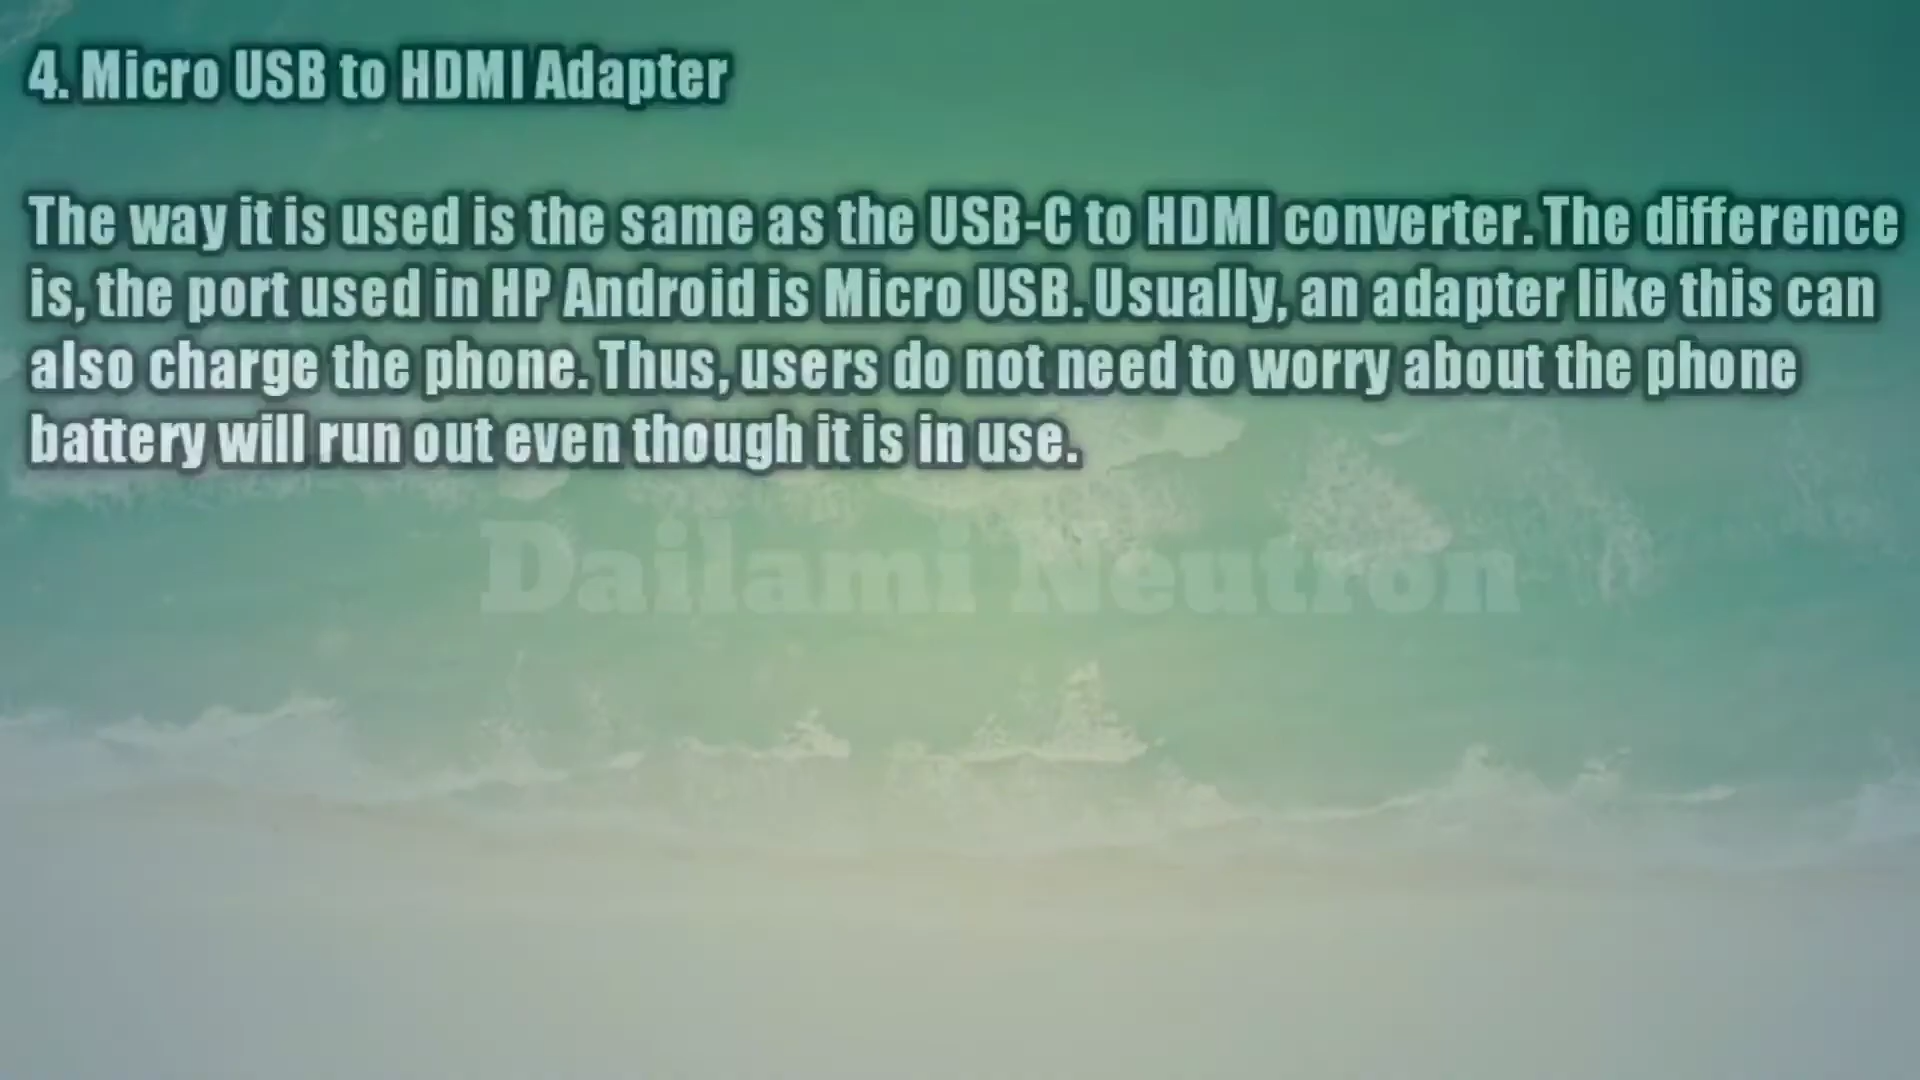 4. Micro USB to HDMI Adapter
The way it is used is the same as the USB-C to HDMI converter. The difference
is, the port used in HP Android is Micro USB. Usually, an adapter like this can
also charge the phone. Thus, users do not need to worry about the phone
battery will run out even though it is in use.
Dailami Neutron